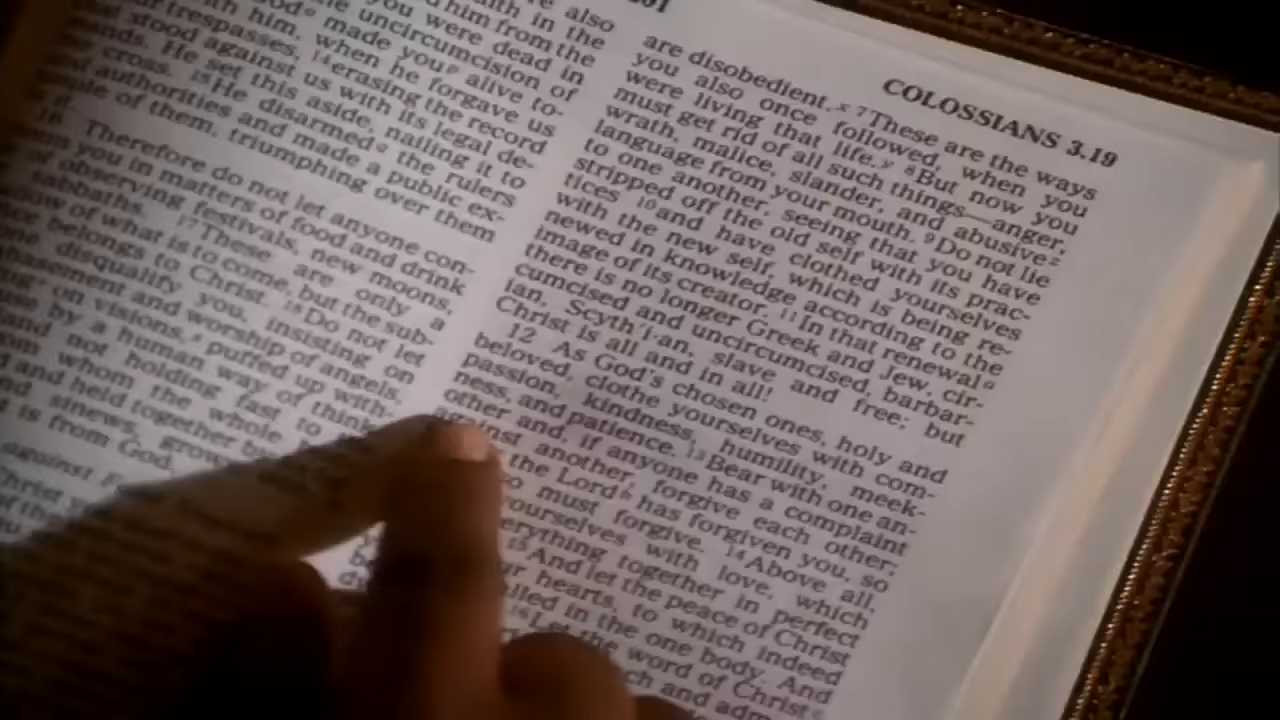 COLOSSIANS 3.19
also
in the
him from the
you were dead in
the uncircumcision of
made you alive to-
trespasses, when he forgave us
14erasing the record
stood against us with its legal de-
He set this aside, nailing it to
cross. 15He disarmed the rulers
authorities and made a public ex-
of them, triumphing over them
Therefore do not let anyone con-
you in matters of food and drink
of observing festivals, new moons,
sabbaths. 17These are only a
of what is to come, but the sub-
belongs to Christ. 18Do not let
disqualify you, insisting on
and worship of angels,
on visions, puffed up with-
by a human way of think-
not holding fast to
whom the whole
and held together
sinews, grows
is from God.
against
are disobedient.x 7These are the ways
you also once followed, when you
were living that life.y 8But now you
must get rid of all such things—anger,
wrath, malice, slander, and abusive
language from your mouth. 9Do not lie
to one another, seeing that you have
stripped off the old self with its prac-
tices 10and have clothed yourselves
with the new self, which is being re-
newed in knowledge according to the
image of its creator. 11In that renewal
there is no longer Greek and Jew, cir-
cumcised and uncircumcised, barbar-
ian, Scyth′i·an, slave and free; but
Christ is all and in all!
12 As God's chosen ones, holy and
beloved, clothe yourselves with com-
passion, kindness, humility, meek-
ness, and patience. 13Bear with one an-
other and, if anyone has a complaint
against another, forgive each other;
the Lord has forgiven you, so
must forgive. 14Above all,
yourselves with love, which
everything together in perfect
15And let the peace of Christ
hearts, to which indeed
called in the one body. And
16Let the word of Christ
and